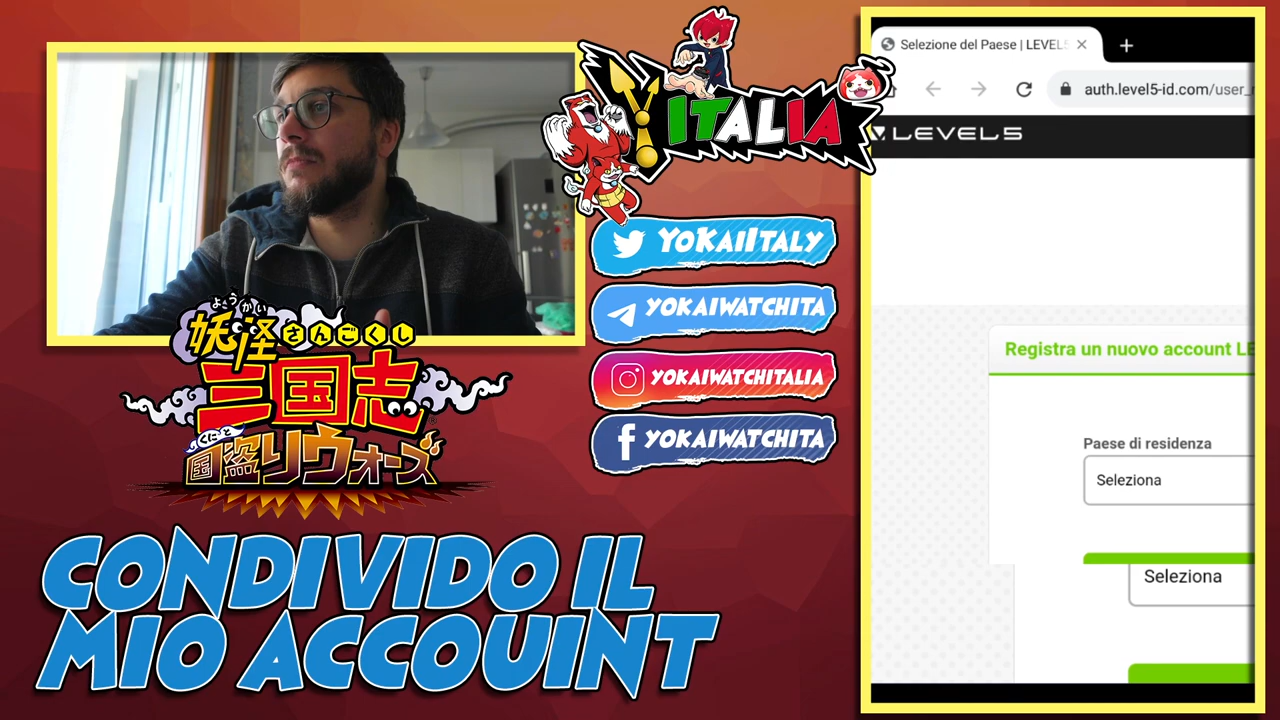 Selezione del Paese | LEVEL5
auth.level5-id.com/user_r
LEVEL5
Registra un nuovo account LE
Paese di residenza
Seleziona
Seleziona
Y! ITALIA
YOKAIITALY
YOKAIWATCHITA
YOKAIWATCHITALIA
YOKAIWATCHITA
ようかい
妖怪さんごくし
三国志
くにと
国盗りウォーズ
CONDIVIDO IL
MIO ACCOUINT